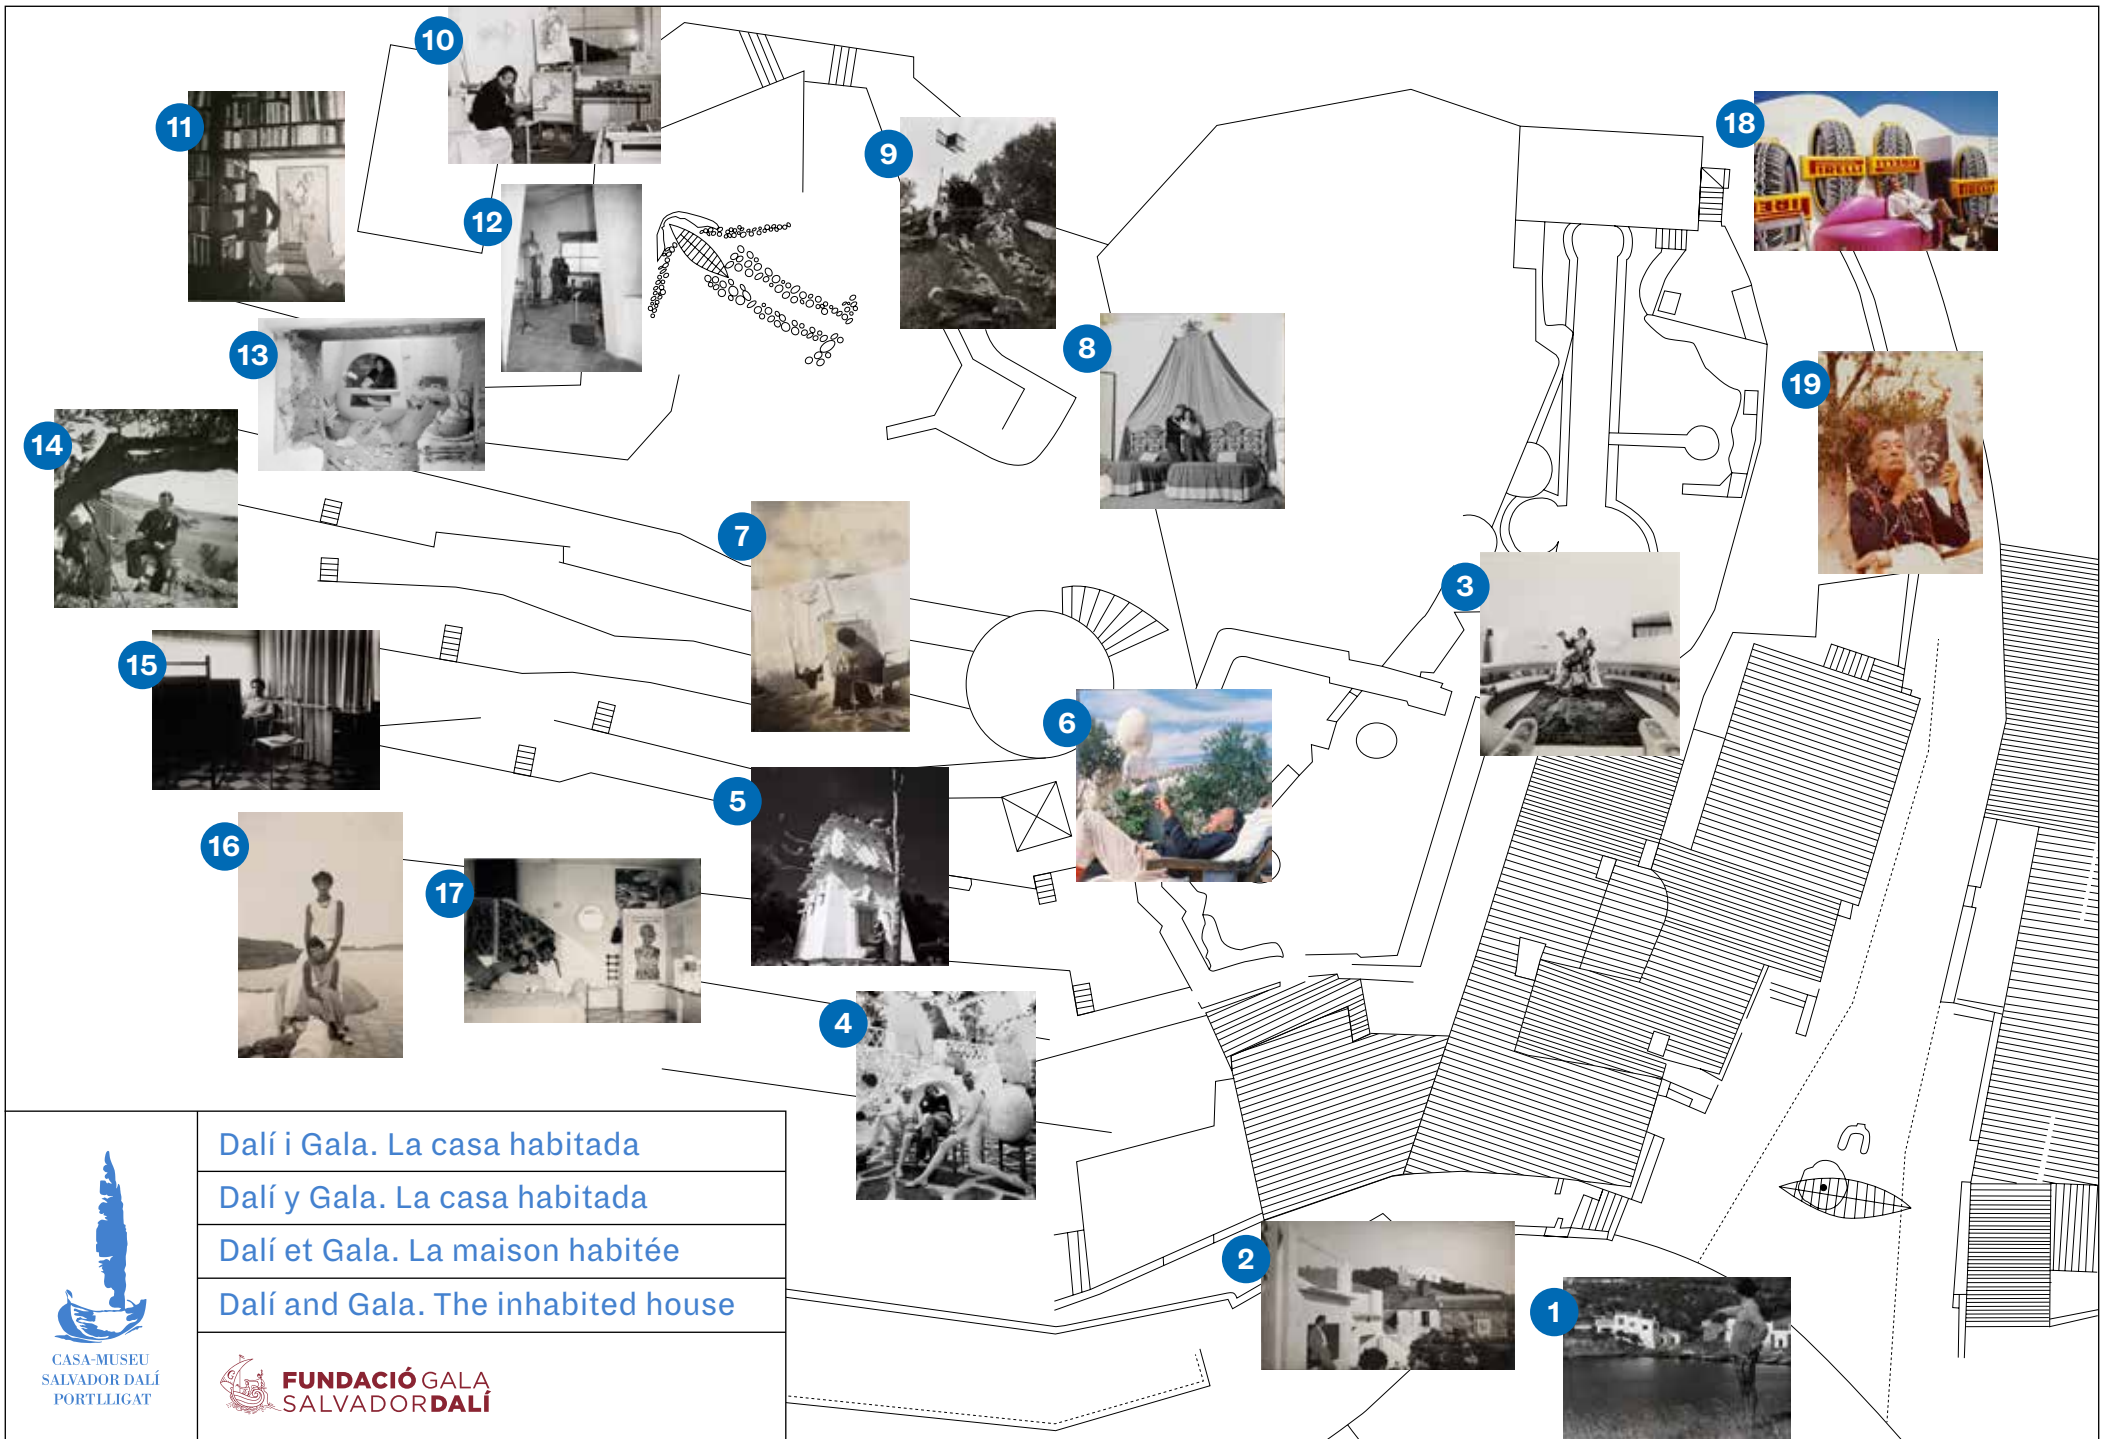 10
11
18
9
12
8
13
19
14
7
3
15
6
5
16
17
4
2
1
PIRELLI
PIRELLI
Dalí i Gala. La casa habitada
Dalí y Gala. La casa habitada
Dalí et Gala. La maison habitée
Dalí and Gala. The inhabited house
CASA-MUSEU
SALVADOR DALÍ
PORTLLIGAT
FUNDACIÓ GALA
SALVADOR DALÍ